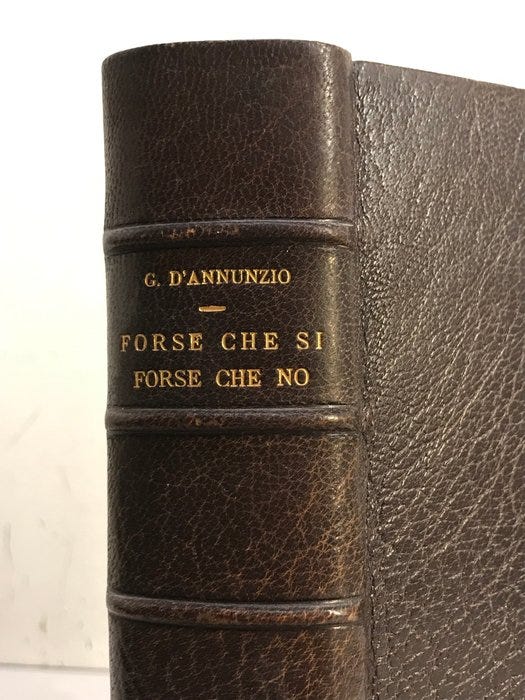 G. D'ANNUNZIO
FORSE CHE SI
FORSE CHE NO